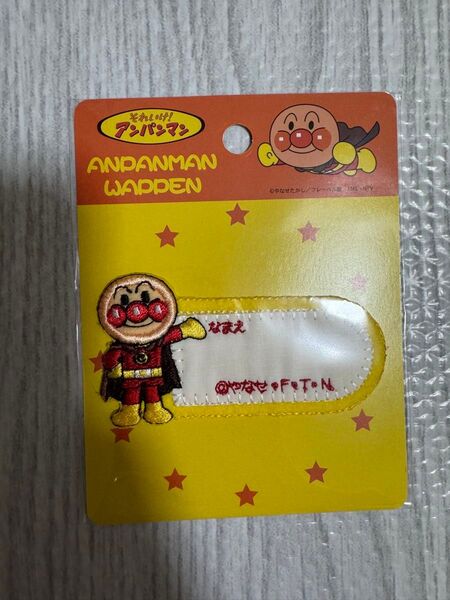 それいけ!
アンパンマン
ANPANMAN
WAPPEN
©やなせたかし/フレーベル館・TMS・NTV
なまえ
©やなせ・F・T・N